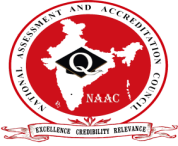 NATIONAL ASSESSMENT AND ACCREDITATION COUNCIL
Q
NAAC
EXCELLENCE CREDIBILITY RELEVANCE